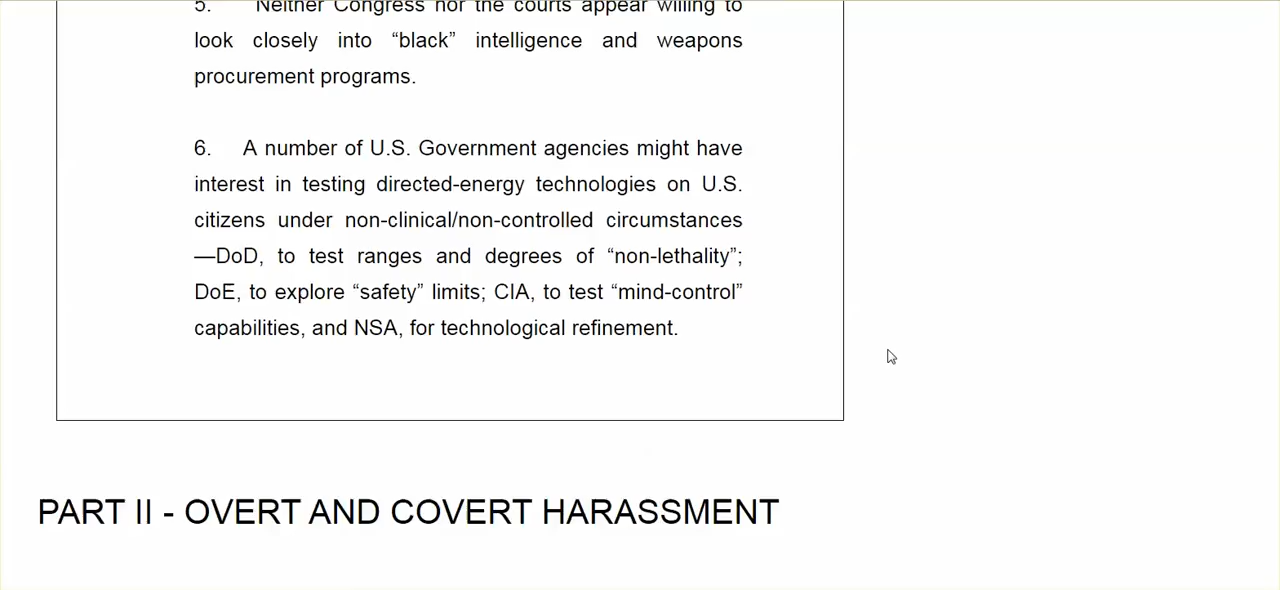 5. Neither Congress nor the courts appear willing to
look closely into “black” intelligence and weapons
procurement programs.
6. A number of U.S. Government agencies might have
interest in testing directed-energy technologies on U.S.
citizens under non-clinical/non-controlled circumstances
—DoD, to test ranges and degrees of “non-lethality”;
DoE, to explore “safety” limits; CIA, to test “mind-control”
capabilities, and NSA, for technological refinement.
PART II - OVERT AND COVERT HARASSMENT